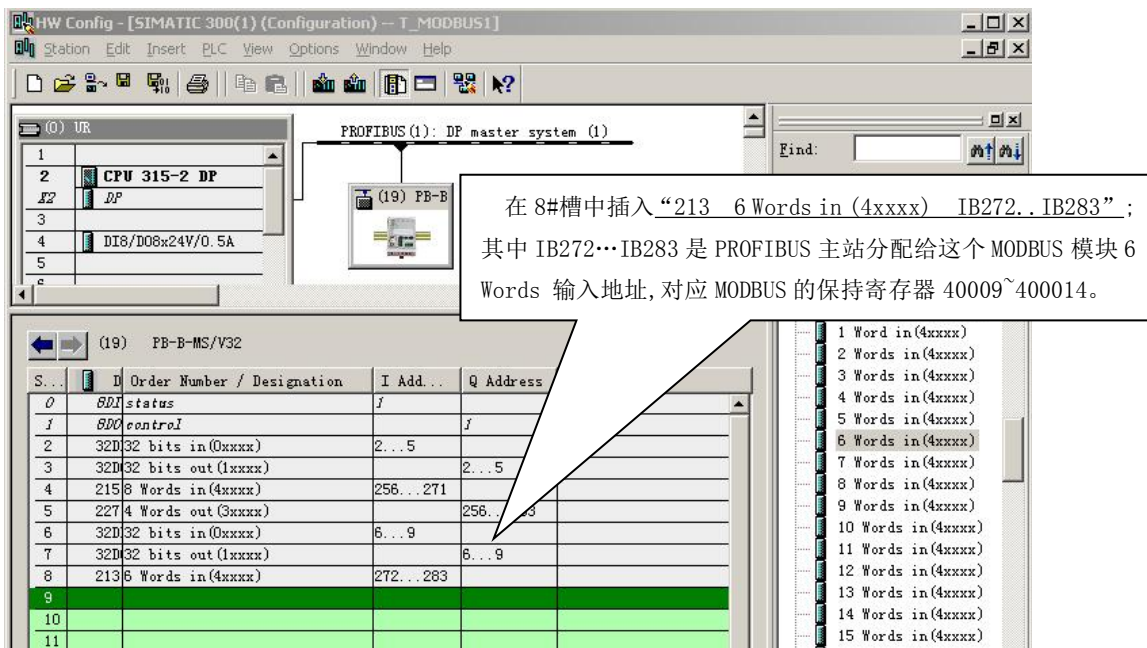 HW Config - [SIMATIC 300(1) (Configuration) -- T_MODBUS1]
Station Edit Insert PLC View Options Window Help
(0) UR
1
2 CPU 315-2 DP
X2 DP
3
4 DI8/DO8x24V/0.5A
5
6
PROFIBUS(1): DP master system (1)
(19) PB-B
Find:
在 8#槽中插入“213 6 Words in (4xxxx) IB272..IB283”;
其中 IB272…IB283 是 PROFIBUS 主站分配给这个 MODBUS 模块 6
Words 输入地址,对应 MODBUS 的保持寄存器 40009~400014。
(19) PB-B-MS/V32
S... D Order Number / Designation I Add... Q Address
0 8DI status 1
1 8DO control 1
2 32D 32 bits in(0xxxx) 2...5
3 32D 32 bits out(1xxxx) 2...5
4 215 8 Words in(4xxxx) 256...271
5 227 4 Words out(3xxxx) 256...
6 32D 32 bits in(0xxxx) 6...9
7 32D 32 bits out(1xxxx) 6...9
8 213 6 Words in(4xxxx) 272...283
9
10
11
1 Word in(4xxxx)
2 Words in(4xxxx)
3 Words in(4xxxx)
4 Words in(4xxxx)
5 Words in(4xxxx)
6 Words in(4xxxx)
7 Words in(4xxxx)
8 Words in(4xxxx)
9 Words in(4xxxx)
10 Words in(4xxxx)
11 Words in(4xxxx)
12 Words in(4xxxx)
13 Words in(4xxxx)
14 Words in(4xxxx)
15 Words in(4xxxx)